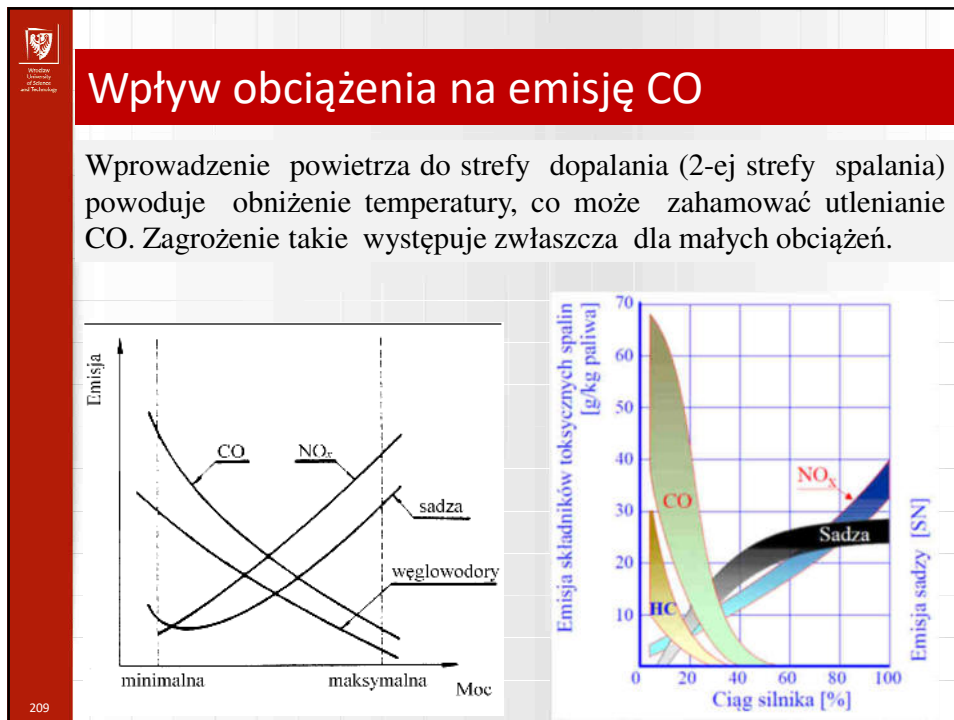 Wrocław
University
of Science
and Technology
Wpływ obciążenia na emisję CO
Wprowadzenie powietrza do strefy dopalania (2-ej strefy spalania)
powoduje obniżenie temperatury, co może zahamować utlenianie
CO. Zagrożenie takie występuje zwłaszcza dla małych obciążeń.
Emisja
CO
NOx
sadza
węglowodory
minimalna
maksymalna
Moc
Emisja składników toksycznych spalin
[g/kg paliwa]
70
60
50
40
30
20
10
CO
HC
NOX
Sadza
Emisja sadzy [SN]
0 20 40 60 80 100
Ciąg silnika [%]
209